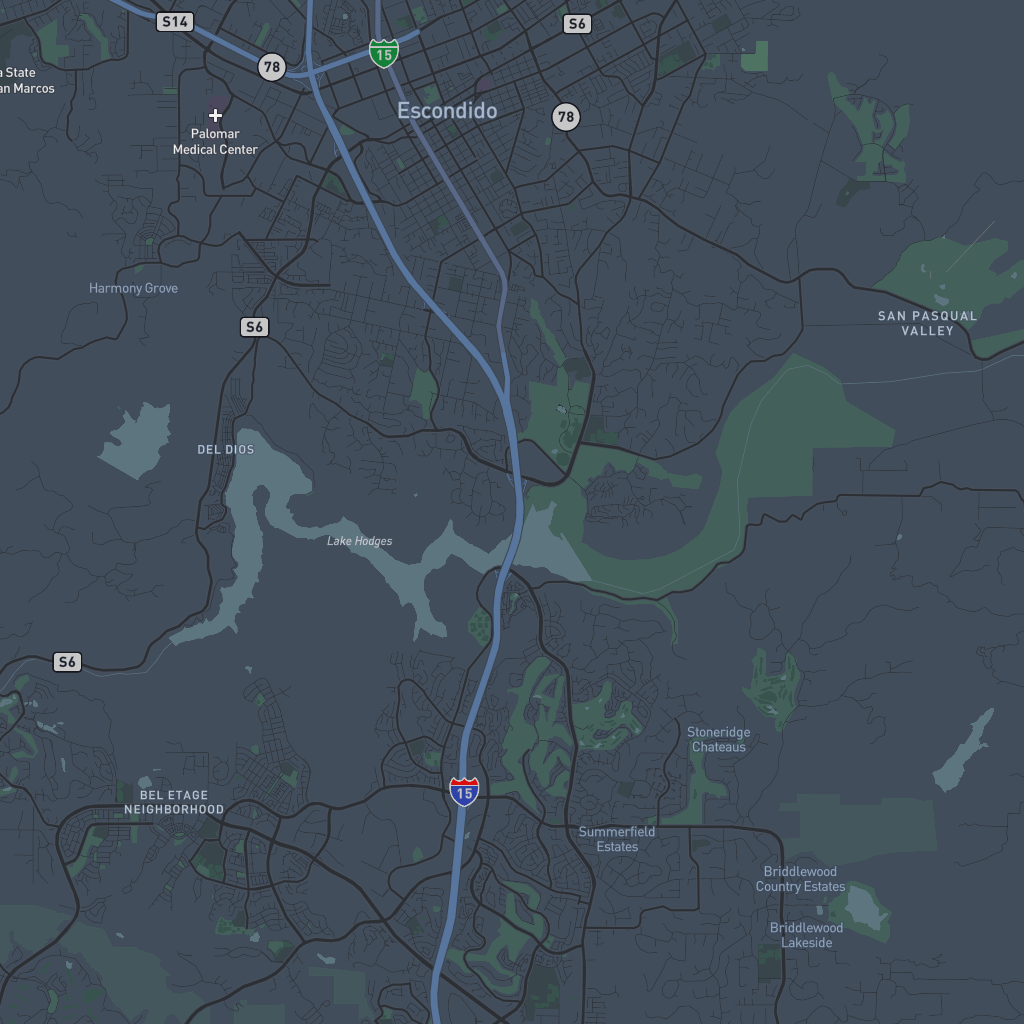 S14
S6
15
78
a State
an Marcos
Escondido
78
Palomar
Medical Center
Harmony Grove
SAN PASQUAL
VALLEY
S6
DEL DIOS
Lake Hodges
S6
Stoneridge
Chateaus
15
BEL ETAGE
NEIGHBORHOOD
Summerfield
Estates
Briddlewood
Country Estates
Briddlewood
Lakeside